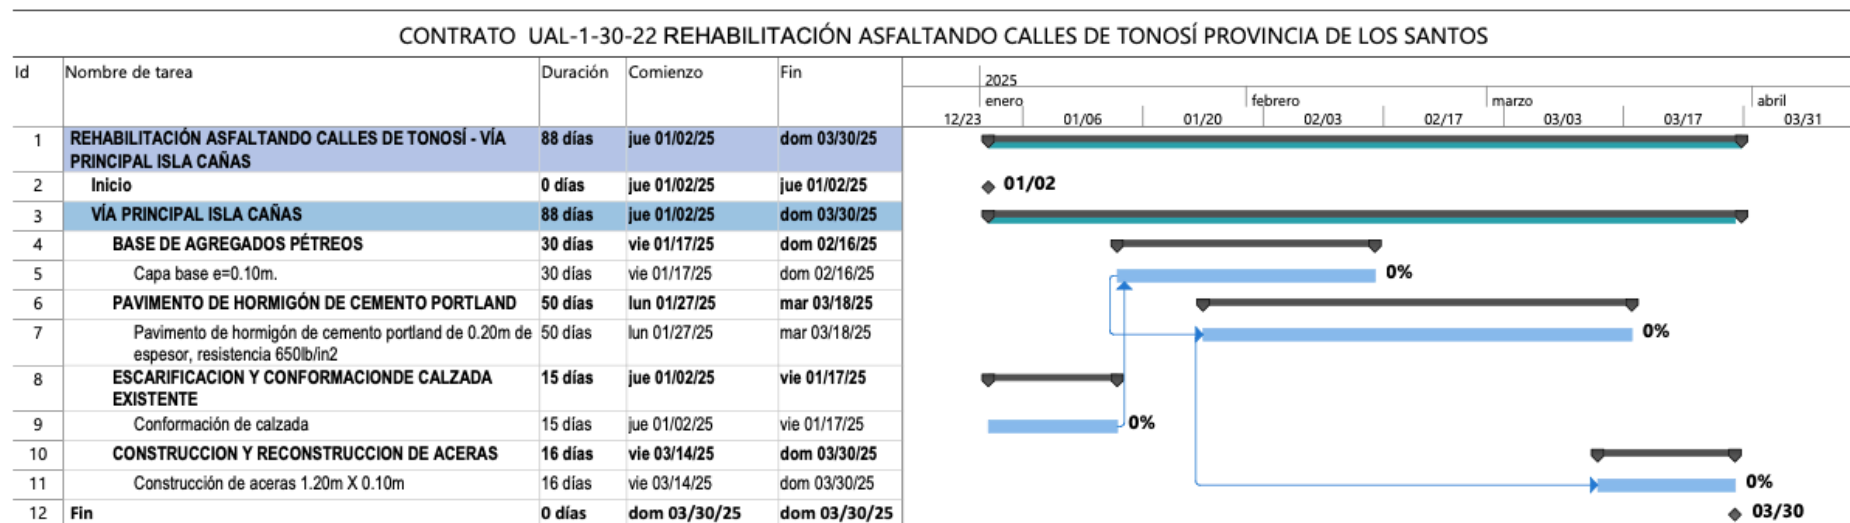 CONTRATO UAL-1-30-22 REHABILITACIÓN ASFALTANDO CALLES DE TONOSÍ PROVINCIA DE LOS SANTOS
Id Nombre de tarea Duración Comienzo Fin
2025
enero febrero marzo abril
12/23 01/06 01/20 02/03 02/17 03/03 03/17 03/31
1 REHABILITACIÓN ASFALTANDO CALLES DE TONOSÍ - VÍA 88 días jue 01/02/25 dom 03/30/25
PRINCIPAL ISLA CAÑAS
2 Inicio 0 días jue 01/02/25 jue 01/02/25 01/02
3 VÍA PRINCIPAL ISLA CAÑAS 88 días jue 01/02/25 dom 03/30/25
4 BASE DE AGREGADOS PÉTREOS 30 días vie 01/17/25 dom 02/16/25
5 Capa base e=0.10m. 30 días vie 01/17/25 dom 02/16/25 0%
6 PAVIMENTO DE HORMIGÓN DE CEMENTO PORTLAND 50 días lun 01/27/25 mar 03/18/25
7 Pavimento de hormigón de cemento portland de 0.20m de 50 días lun 01/27/25 mar 03/18/25 0%
espesor, resistencia 650lb/in2
8 ESCARIFICACION Y CONFORMACIONDE CALZADA 15 días jue 01/02/25 vie 01/17/25
EXISTENTE
9 Conformación de calzada 15 días jue 01/02/25 vie 01/17/25 0%
10 CONSTRUCCION Y RECONSTRUCCION DE ACERAS 16 días vie 03/14/25 dom 03/30/25
11 Construcción de aceras 1.20m X 0.10m 16 días vie 03/14/25 dom 03/30/25 0%
12 Fin 0 días dom 03/30/25 dom 03/30/25 03/30